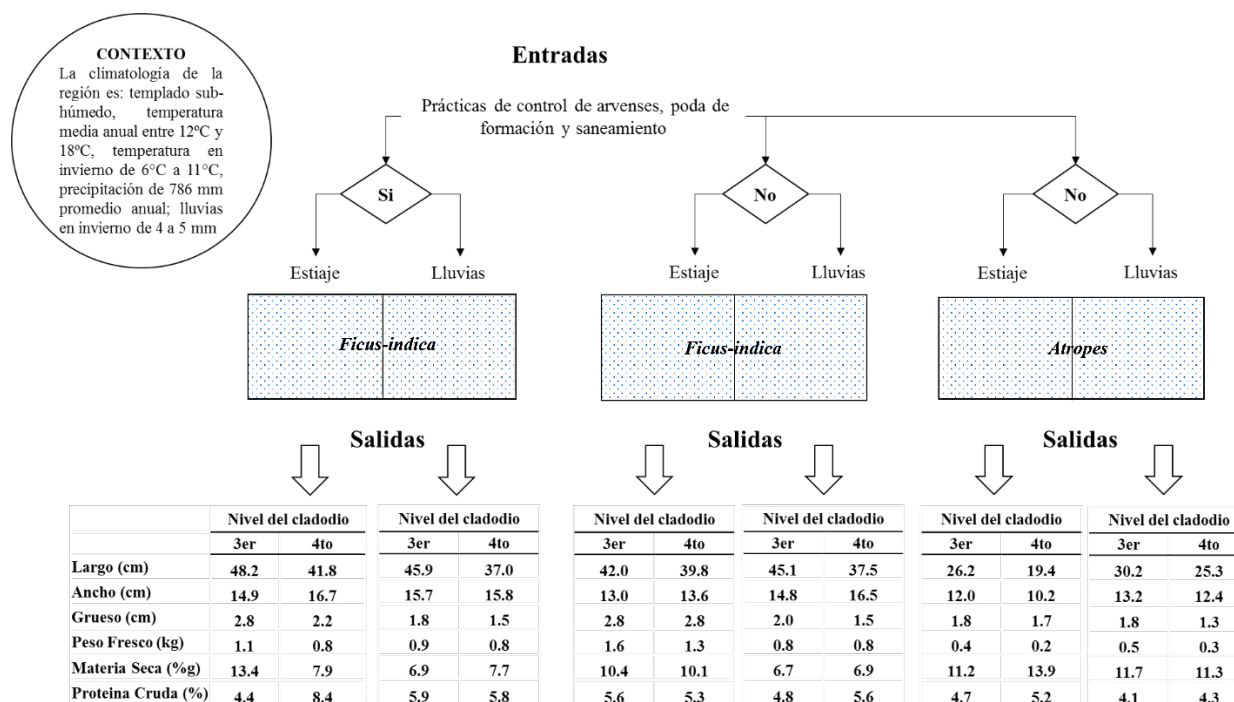 CONTEXTO
La climatología de la
región es: templado sub-
húmedo, temperatura
media anual entre 12ºC y
18ºC, temperatura en
invierno de 6°C a 11°C,
precipitación de 786 mm
promedio anual; lluvias
en invierno de 4 a 5 mm
Entradas
Prácticas de control de arvenses, poda de
formación y saneamiento
Si No No
Estiaje Lluvias Estiaje Lluvias Estiaje Lluvias
Ficus-indica Ficus-indica Atropes
Salidas Salidas Salidas
Nivel del cladodio Nivel del cladodio Nivel del cladodio Nivel del cladodio Nivel del cladodio Nivel del cladodio
3er 4to 3er 4to 3er 4to 3er 4to 3er 4to 3er 4to
Largo (cm) 48.2 41.8 45.9 37.0 42.0 39.8 45.1 37.5 26.2 19.4 30.2 25.3
Ancho (cm) 14.9 16.7 15.7 15.8 13.0 13.6 14.8 16.5 12.0 10.2 13.2 12.4
Grueso (cm) 2.8 2.2 1.8 1.5 2.8 2.8 2.0 1.5 1.8 1.7 1.8 1.3
Peso Fresco (kg) 1.1 0.8 0.9 0.8 1.6 1.3 0.8 0.8 0.4 0.2 0.5 0.3
Materia Seca (%g) 13.4 7.9 6.9 7.7 10.4 10.1 6.7 6.9 11.2 13.9 11.7 11.3
Proteina Cruda (%) 4.4 8.4 5.9 5.8 5.6 5.3 4.8 5.6 4.7 5.2 4.1 4.3